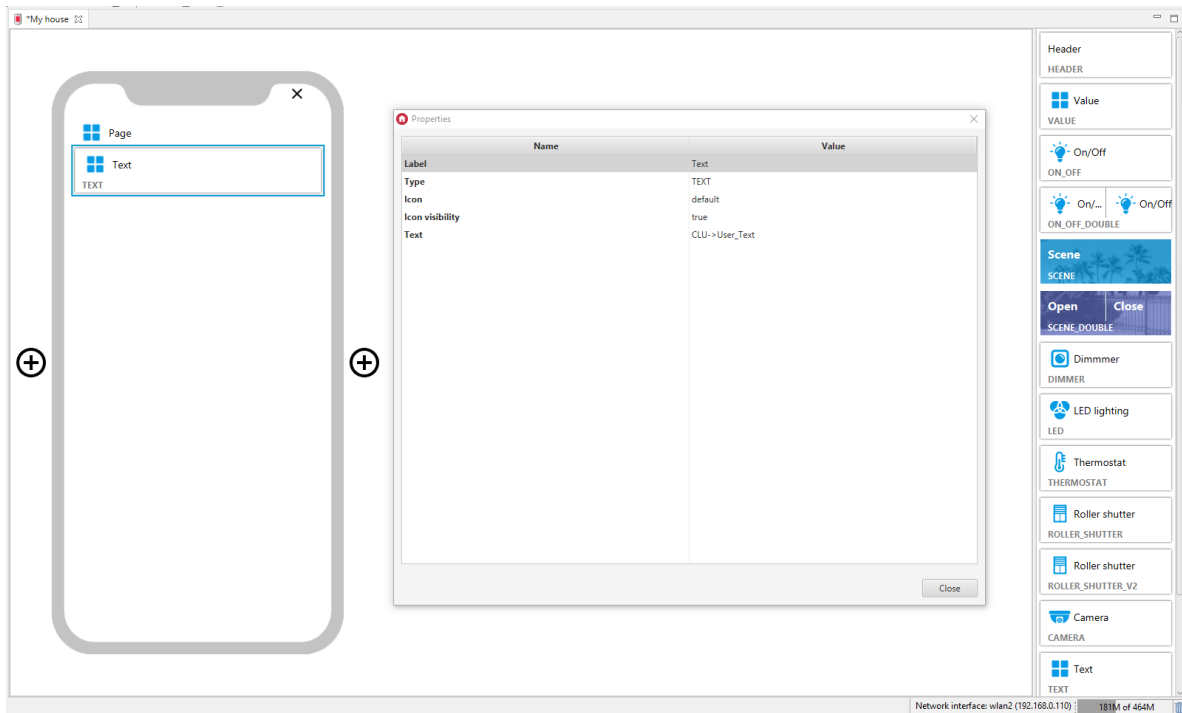 *My house
Page
Text
TEXT
Properties
Name Value
Label Text
Type TEXT
Icon default
Icon visibility true
Text CLU->User_Text
Close
Header
HEADER
Value
VALUE
On/Off
ON_OFF
On/... On/Off
ON_OFF_DOUBLE
Scene
SCENE
Open Close
SCENE_DOUBLE
Dimmmer
DIMMER
LED lighting
LED
Thermostat
THERMOSTAT
Roller shutter
ROLLER_SHUTTER
Roller shutter
ROLLER_SHUTTER_V2
Camera
CAMERA
Text
TEXT
Network interface: wlan2 (192.168.0.110) 181M of 464M